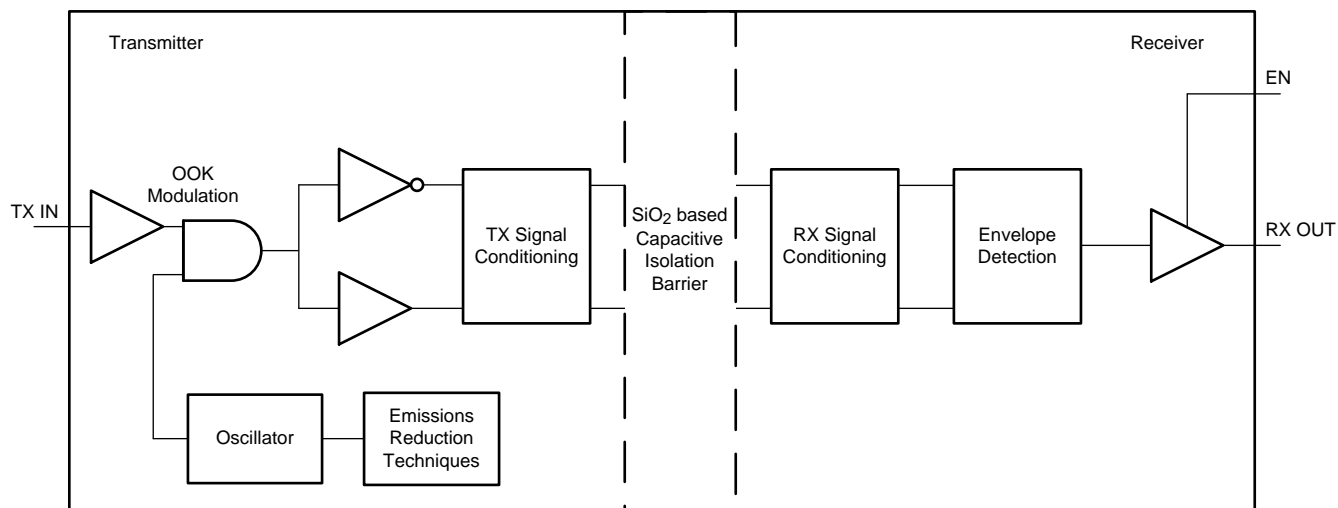 Transmitter
Receiver
EN
OOK
Modulation
TX IN
TX Signal
Conditioning
SiO2 based
Capacitive
Isolation
Barrier
RX Signal
Conditioning
Envelope
Detection
RX OUT
Oscillator
Emissions
Reduction
Techniques